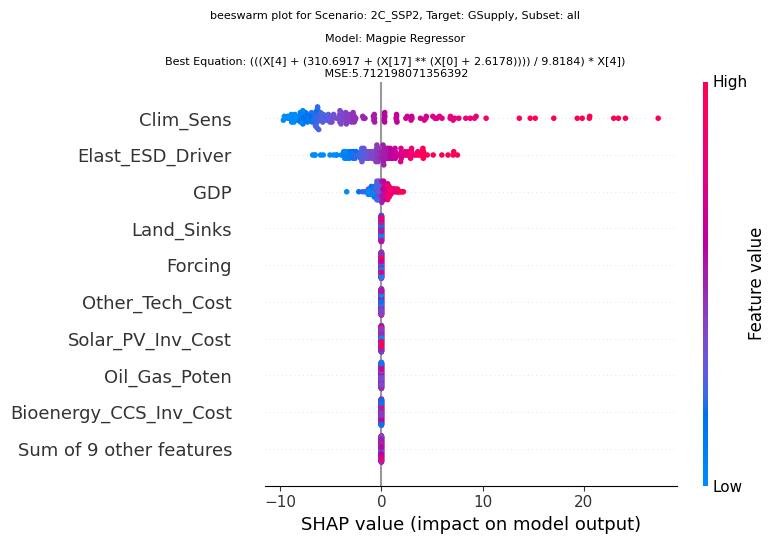 beeswarm plot for Scenario: 2C_SSP2, Target: GSupply, Subset: all
Model: Magpie Regressor
Best Equation: (((X[4] + (310.6917 + (X[17] ** (X[0] + 2.6178)))) / 9.8184) * X[4])
MSE:5.712198071356392
High
Clim_Sens
Elast_ESD_Driver
GDP
Land_Sinks
Forcing
Other_Tech_Cost
Solar_PV_Inv_Cost
Oil_Gas_Poten
Bioenergy_CCS_Inv_Cost
Sum of 9 other features
Feature value
Low
−10 0 10 20
SHAP value (impact on model output)